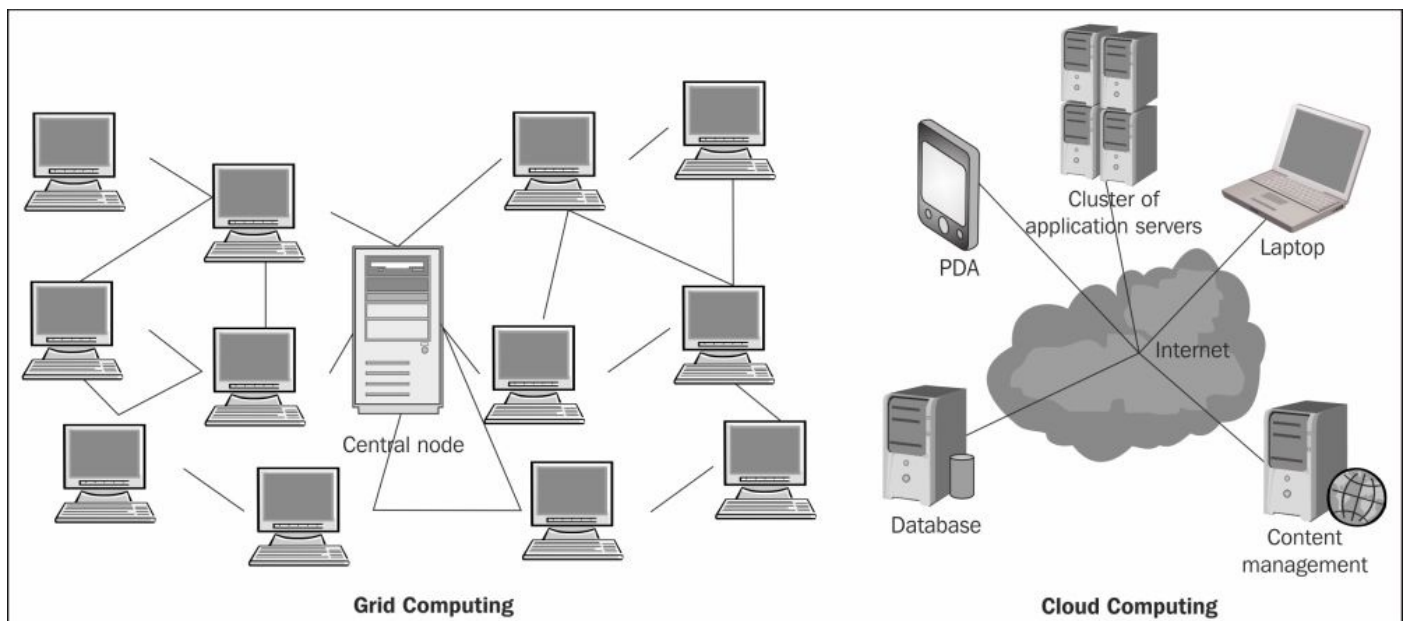 Central node
Grid Computing
Cluster of
application servers
PDA
Laptop
Internet
Database
Content
management
Cloud Computing